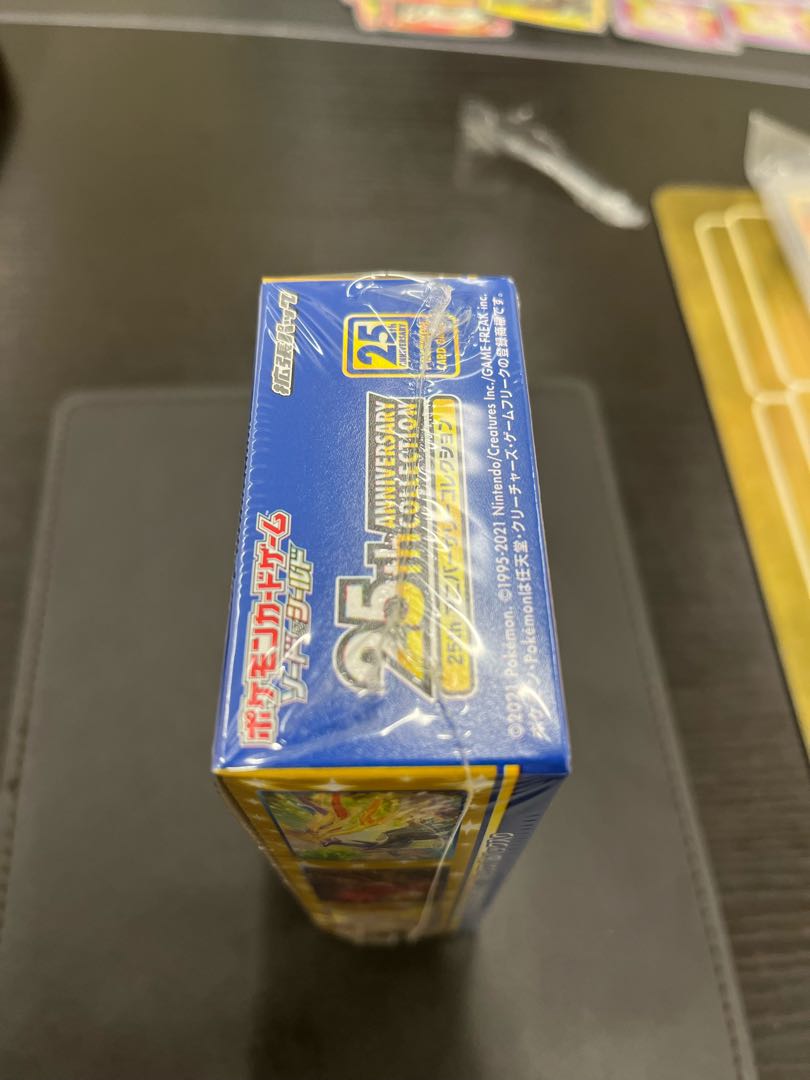 ポケモンカードゲーム
ソード&シールド
拡張パック
25th
ANNIVERSARY
COLLECTION
25th アニバーサリーコレクション
25
ANNIVERSARY
CARD
©2021 Pokémon. ©1995-2021 Nintendo/Creatures Inc./GAME FREAK inc.
・Pokémonは任天堂・クリーチャーズ・ゲームフリークの登録商標です。